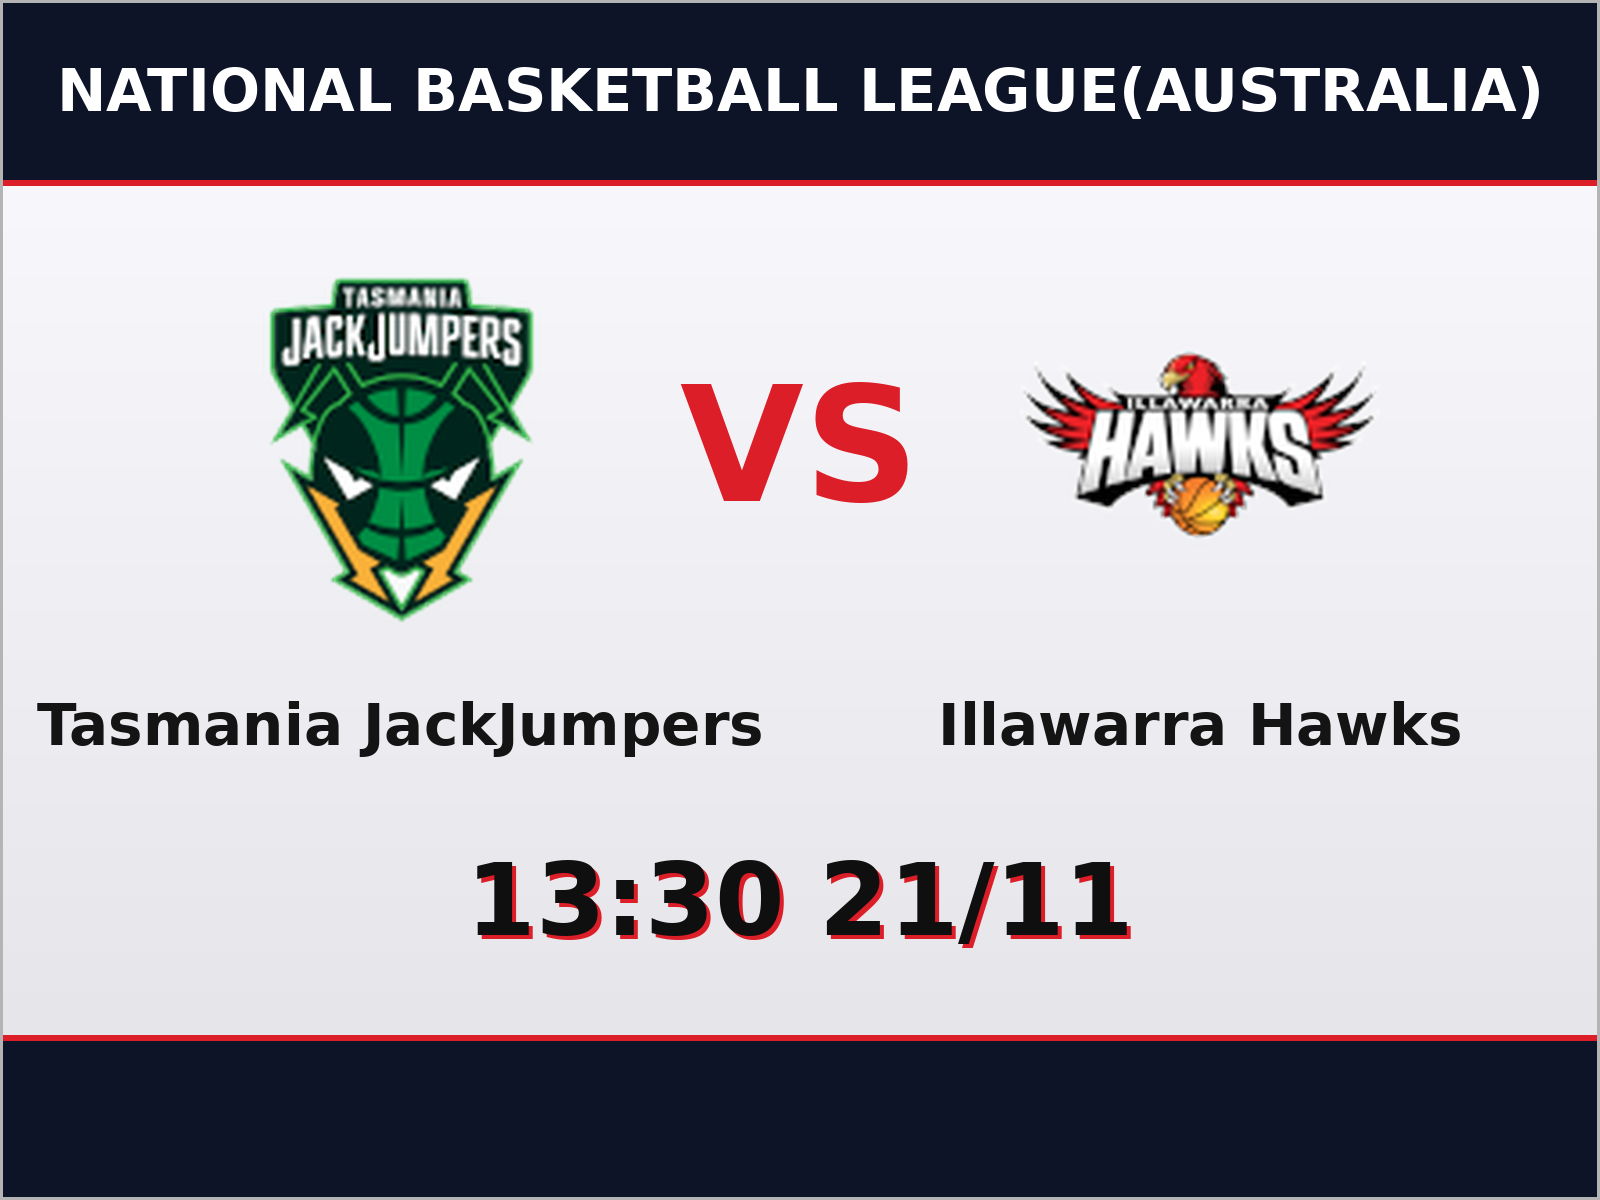 NATIONAL BASKETBALL LEAGUE(AUSTRALIA)
TASMANIA
JACKJUMPERS
VS
ILLAWARRA
HAWKS
Tasmania JackJumpers
Illawarra Hawks
13:30 21/11